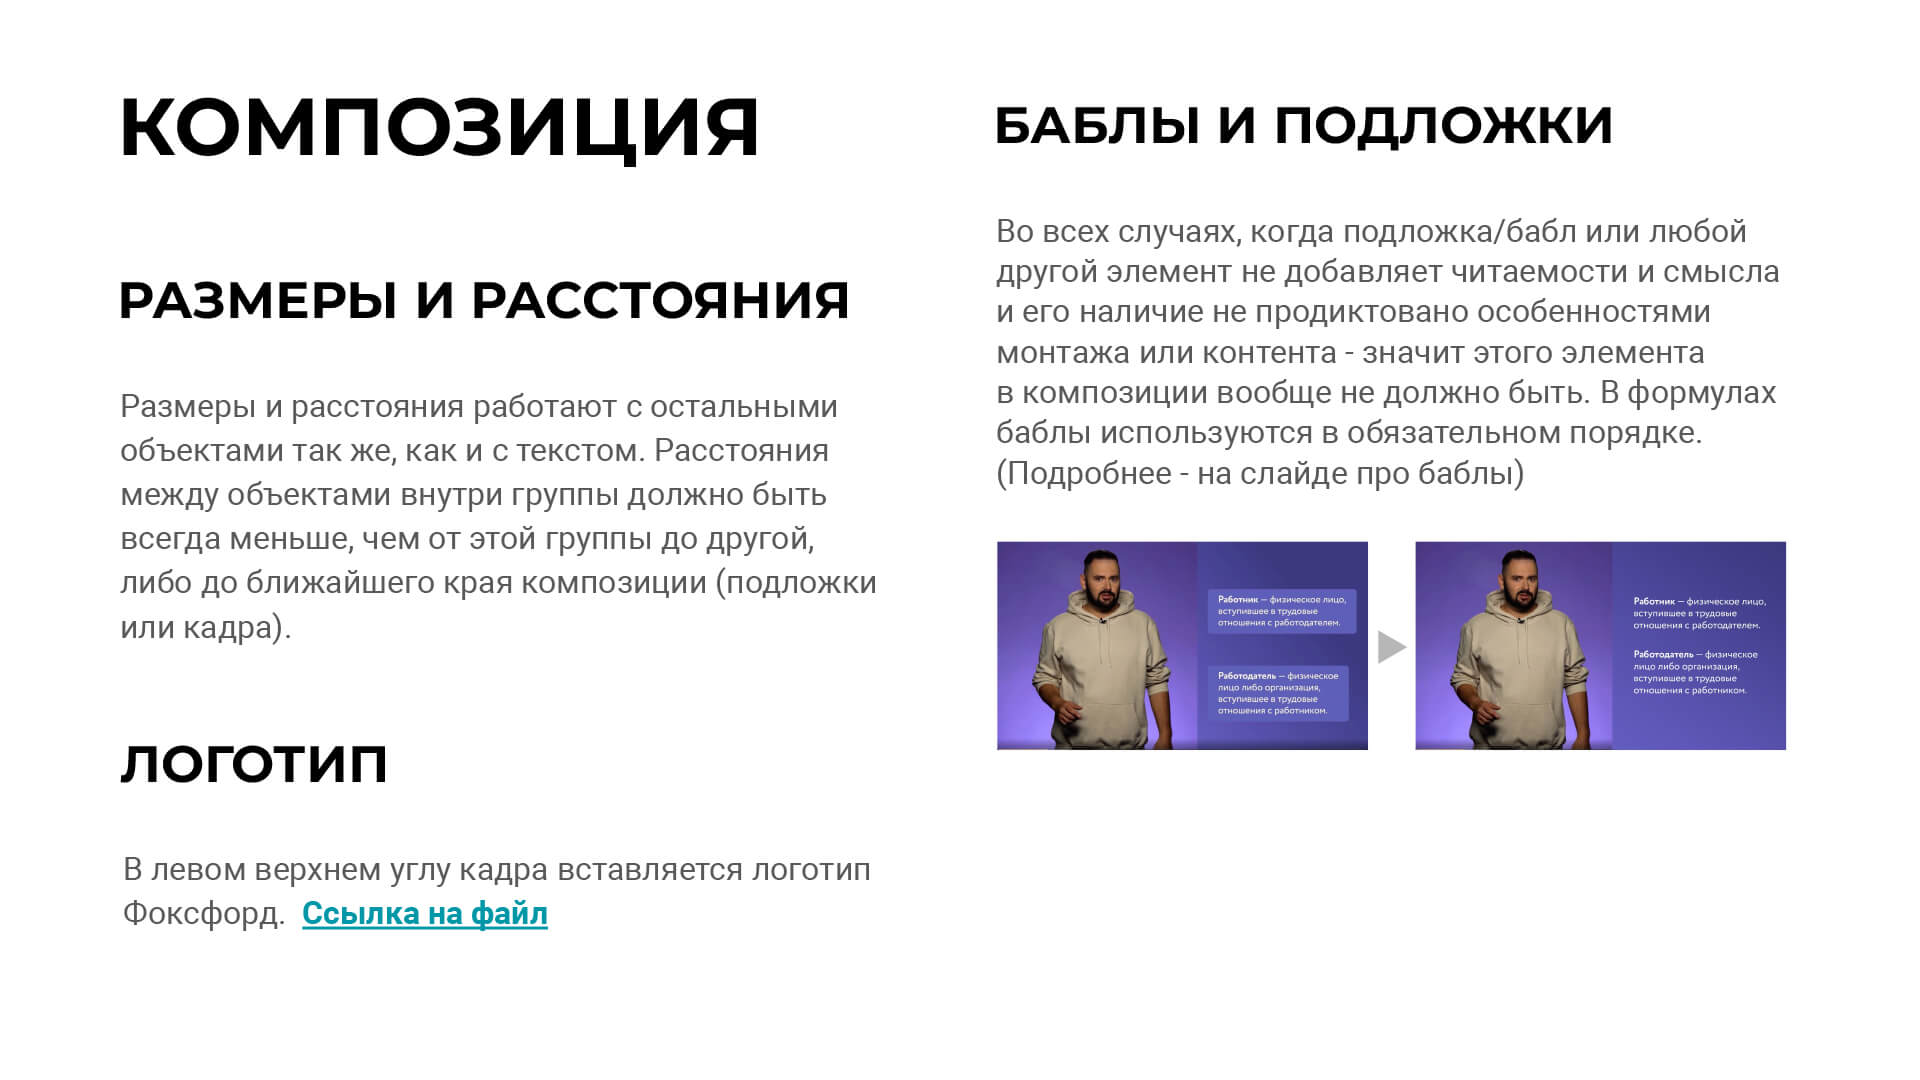 КОМПОЗИЦИЯ
РАЗМЕРЫ И РАССТОЯНИЯ
Размеры и расстояния работают с остальными
объектами так же, как и с текстом. Расстояния
между объектами внутри группы должно быть
всегда меньше, чем от этой группы до другой,
либо до ближайшего края композиции (подложки
или кадра).
ЛОГОТИП
В левом верхнем углу кадра вставляется логотип
Фоксфорд. Ссылка на файл
БАБЛЫ И ПОДЛОЖКИ
Во всех случаях, когда подложка/бабл или любой
другой элемент не добавляет читаемости и смысла
и его наличие не продиктовано особенностями
монтажа или контента - значит этого элемента
в композиции вообще не должно быть. В формулах
баблы используются в обязательном порядке.
(Подробнее - на слайде про баблы)
Работник — физическое лицо,
вступившее в трудовые
отношения с работодателем.
Работодатель — физическое
лицо либо организация,
вступившее в трудовые
отношения с работником.
Работник — физическое лицо,
вступившее в трудовые
отношения с работодателем.
Работодатель — физическое
лицо либо организация,
вступившее в трудовые
отношения с работником.